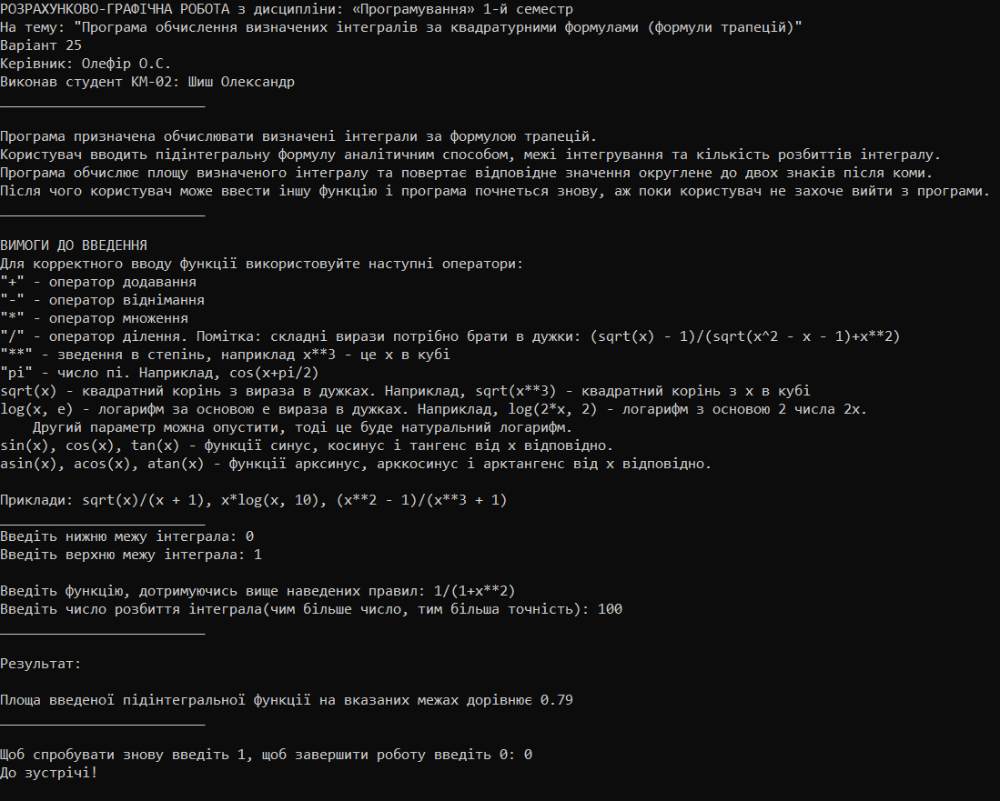 РОЗРАХУНКОВО-ГРАФІЧНА РОБОТА з дисципліни: «Програмування» 1-й семестр
На тему: "Програма обчислення визначених інтегралів за квадратурними формулами (формули трапецій)"
Варіант 25
Керівник: Олефір О.С.
Виконав студент КМ-02: Шиш Олександр
_________________________
Програма призначена обчислювати визначені інтеграли за формулою трапецій.
Користувач вводить підінтегральну формулу аналітичним способом, межі інтегрування та кількість розбиттів інтегралу.
Програма обчислює площу визначеного інтегралу та повертає відповідне значення округлене до двох знаків після коми.
Після чого користувач може ввести іншу функцію і програма почнеться знову, аж поки користувач не захоче вийти з програми.
_________________________
ВИМОГИ ДО ВВЕДЕННЯ
Для корректного вводу функції використовуйте наступні оператори:
"+" - оператор додавання
"-" - оператор віднімання
"*" - оператор множення
"/" - оператор ділення. Помітка: складні вирази потрібно брати в дужки: (sqrt(x) - 1)/(sqrt(x^2 - x - 1)+x**2)
"**" - зведення в степінь, наприклад x**3 - це x в кубі
"pi" - число пі. Наприклад, cos(x+pi/2)
sqrt(x) - квадратний корінь з вираза в дужках. Наприклад, sqrt(x**3) - квадратний корінь з x в кубі
log(x, e) - логарифм за основою e вираза в дужках. Наприклад, log(2*x, 2) - логарифм з основою 2 числа 2x.
Другий параметр можна опустити, тоді це буде натуральний логарифм.
sin(x), cos(x), tan(x) - функції синус, косинус і тангенс від x відповідно.
asin(x), acos(x), atan(x) - функції арксинус, арккосинус і арктангенс від x відповідно.
Приклади: sqrt(x)/(x + 1), x*log(x, 10), (x**2 - 1)/(x**3 + 1)
_________________________
Введіть нижню межу інтеграла: 0
Введіть верхню межу інтеграла: 1
Введіть функцію, дотримуючись вище наведених правил: 1/(1+x**2)
Введіть число розбиття інтеграла(чим більше число, тим більша точність): 100
_________________________
Результат:
Площа введеної підінтегральної функції на вказаних межах дорівнює 0.79
_________________________
Щоб спробувати знову введіть 1, щоб завершити роботу введіть 0: 0
До зустрічі!